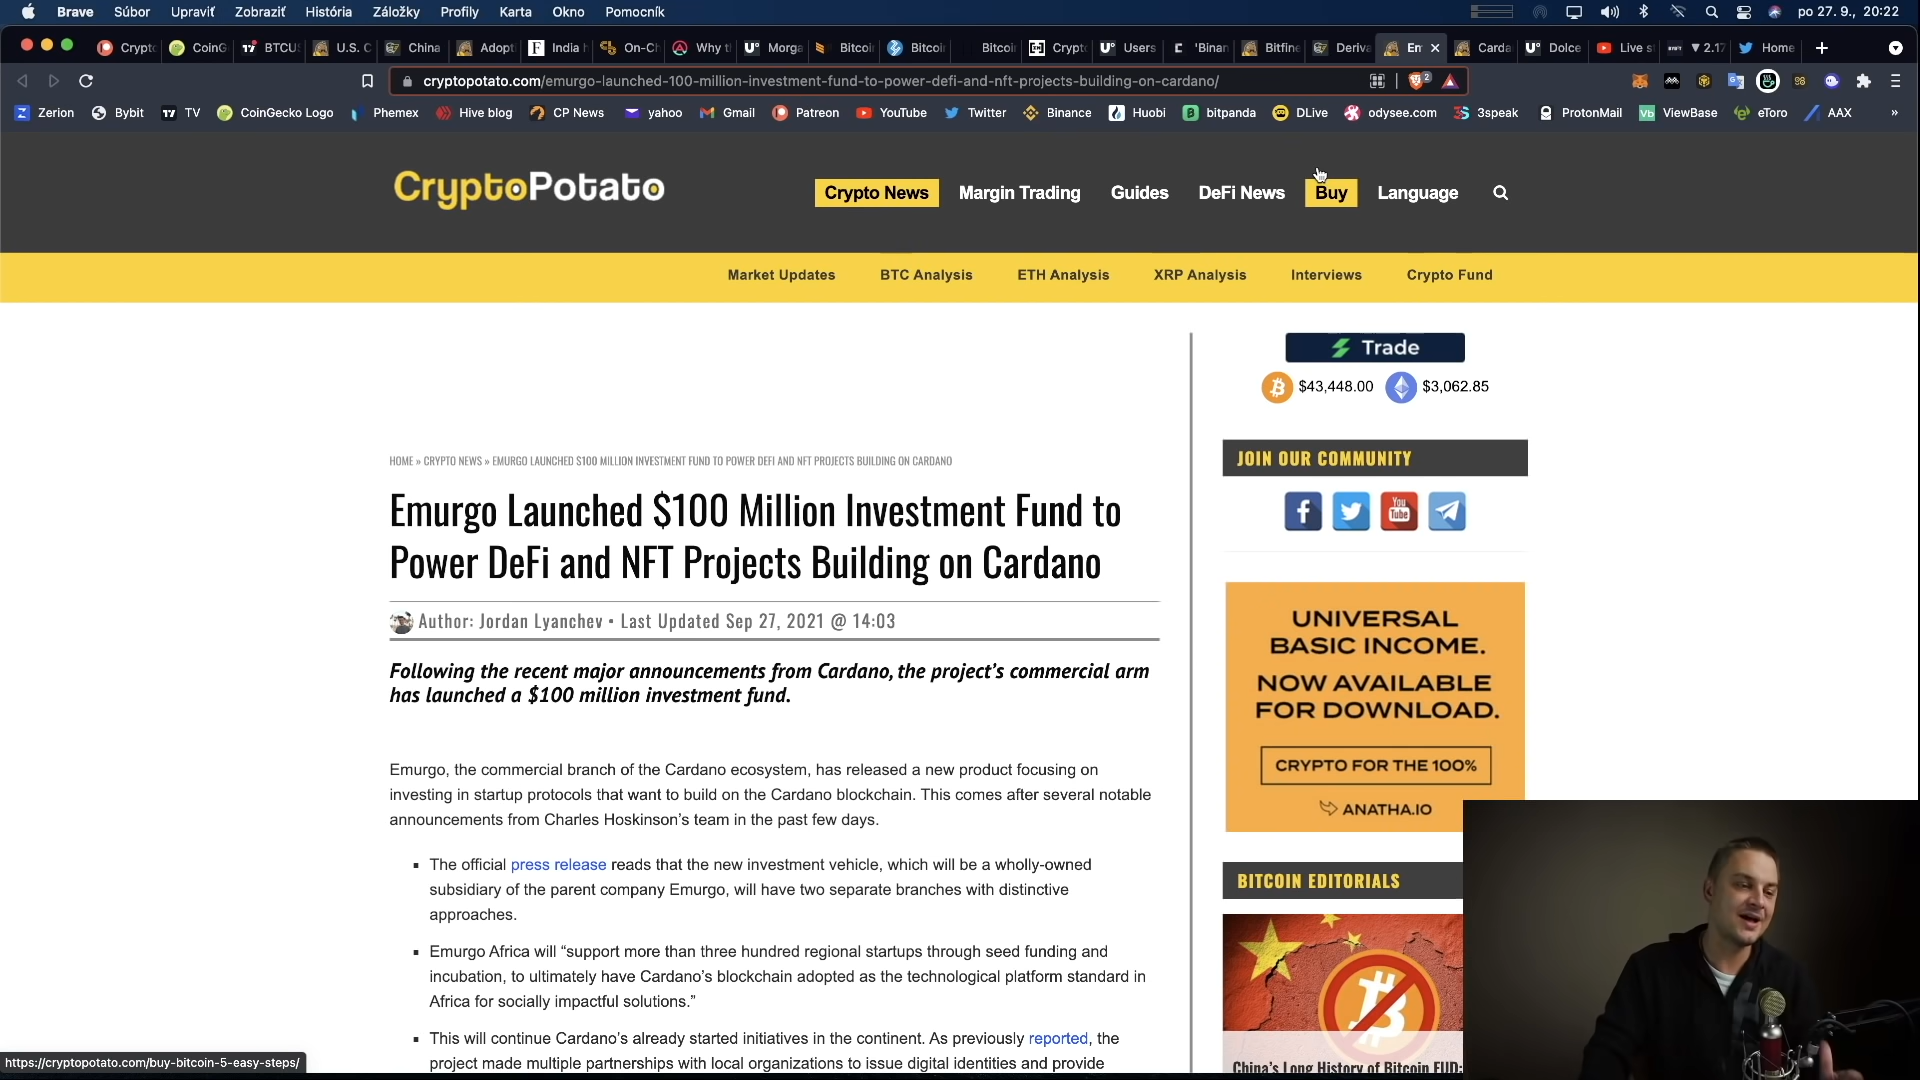 Brave Súbor Upraviť Zobraziť História Záložky Profily Karta Okno Pomocník po 27. 9., 20:22
Crypto CoinG BTCUS U.S. C China Adopt India h On-Ch Why t Morga Bitcoi Bitcoi Bitcoi Crypt Users 'Binan Bitfine Deriva Em Carda Dolce Live s 2.17 Home
cryptopotato.com/emurgo-launched-100-million-investment-fund-to-power-defi-and-nft-projects-building-on-cardano/ 2
Zerion Bybit TV CoinGecko Logo Phemex Hive blog CP News yahoo Gmail Patreon YouTube Twitter Binance Huobi bitpanda DLive odysee.com 3speak ProtonMail ViewBase eToro AAX »
CryptoPotato Crypto News Margin Trading Guides DeFi News Buy Language
Market Updates BTC Analysis ETH Analysis XRP Analysis Interviews Crypto Fund
Trade
$43,448.00 $3,062.85
JOIN OUR COMMUNITY
You Tube
HOME » CRYPTO NEWS » EMURGO LAUNCHED $100 MILLION INVESTMENT FUND TO POWER DEFI AND NFT PROJECTS BUILDING ON CARDANO
Emurgo Launched $100 Million Investment Fund to
Power DeFi and NFT Projects Building on Cardano
Author: Jordan Lyanchev • Last Updated Sep 27, 2021 @ 14:03
Following the recent major announcements from Cardano, the project's commercial arm
has launched a $100 million investment fund.
Emurgo, the commercial branch of the Cardano ecosystem, has released a new product focusing on
investing in startup protocols that want to build on the Cardano blockchain. This comes after several notable
announcements from Charles Hoskinson's team in the past few days.
▪ The official press release reads that the new investment vehicle, which will be a wholly-owned
subsidiary of the parent company Emurgo, will have two separate branches with distinctive
approaches.
▪ Emurgo Africa will “support more than three hundred regional startups through seed funding and
incubation, to ultimately have Cardano's blockchain adopted as the technological platform standard in
Africa for socially impactful solutions.”
▪ This will continue Cardano's already started initiatives in the continent. As previously reported, the
project made multiple partnerships with local organizations to issue digital identities and provide
UNIVERSAL
BASIC INCOME.
NOW AVAILABLE
FOR DOWNLOAD.
CRYPTO FOR THE 100%
ANATHA.IO
BITCOIN EDITORIALS
China's Long History of Bitcoin FUD:
https://cryptopotato.com/buy-bitcoin-5-easy-steps/